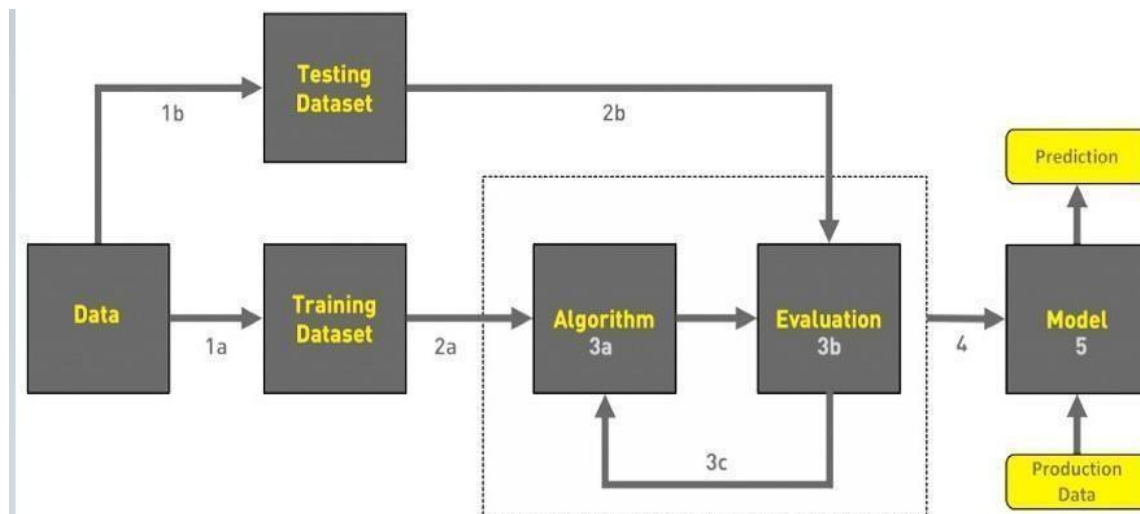 Testing
Dataset
1b
2b
Prediction
Data
1a
Training
Dataset
2a
Algorithm
3a
Evaluation
3b
4
Model
5
3c
Production
Data